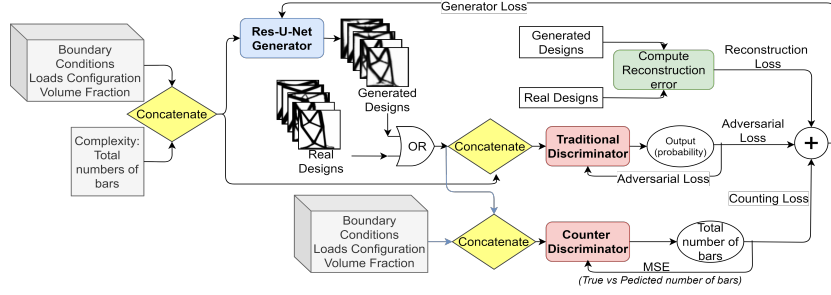 Generator Loss
Res-U-Net
Generator
Boundary
Conditions
Loads Configuration
Volume Fraction
Concatenate
Complexity:
Total
numbers of
bars
Generated
Designs
Real
Designs
OR
Generated
Designs
Real Designs
Compute
Reconstruction
error
Reconstruction
Loss
Concatenate
Traditional
Discriminator
Output
(probability)
Adversarial
Loss
Adversarial Loss
+
Counting Loss
Boundary
Conditions
Loads Configuration
Volume Fraction
Concatenate
Counter
Discriminator
Total
number of
bars
MSE
(True vs Pedicted number of bars)